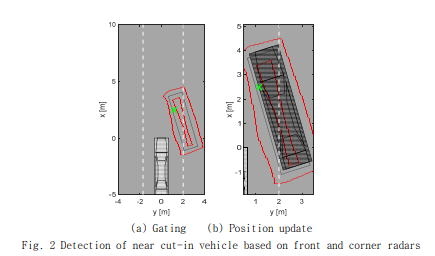 10
5
0
-5
x [m]
-4 -2 0 2 4
y [m]
5
4
3
2
1
0
-1
x [m]
1 2 3
y [m]
(a) Gating (b) Position update
Fig. 2 Detection of near cut-in vehicle based on front and corner radars